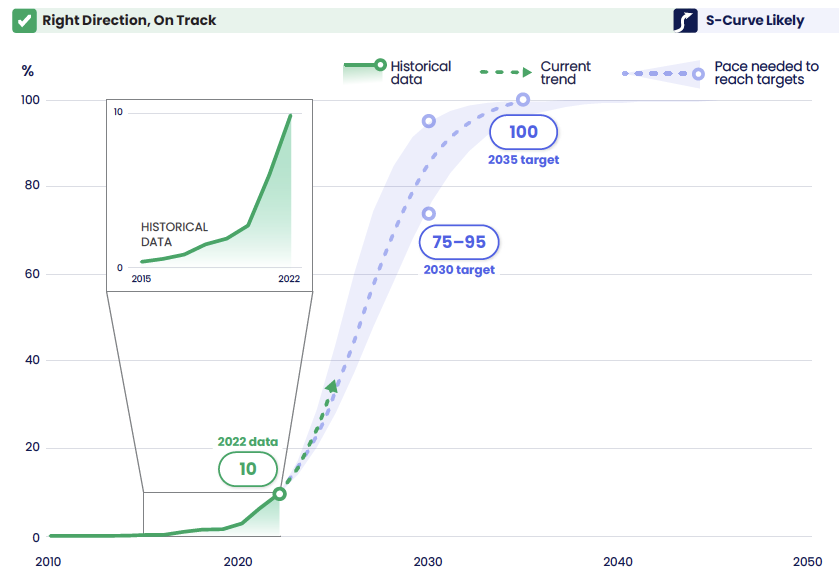 Right Direction, On Track
S-Curve Likely
%
Historical
data
Current
trend
Pace needed to
reach targets
100
80
60
40
20
0
10
HISTORICAL
DATA
0
2015
2022
100
2035 target
75–95
2030 target
2022 data
10
2010
2020
2030
2040
2050